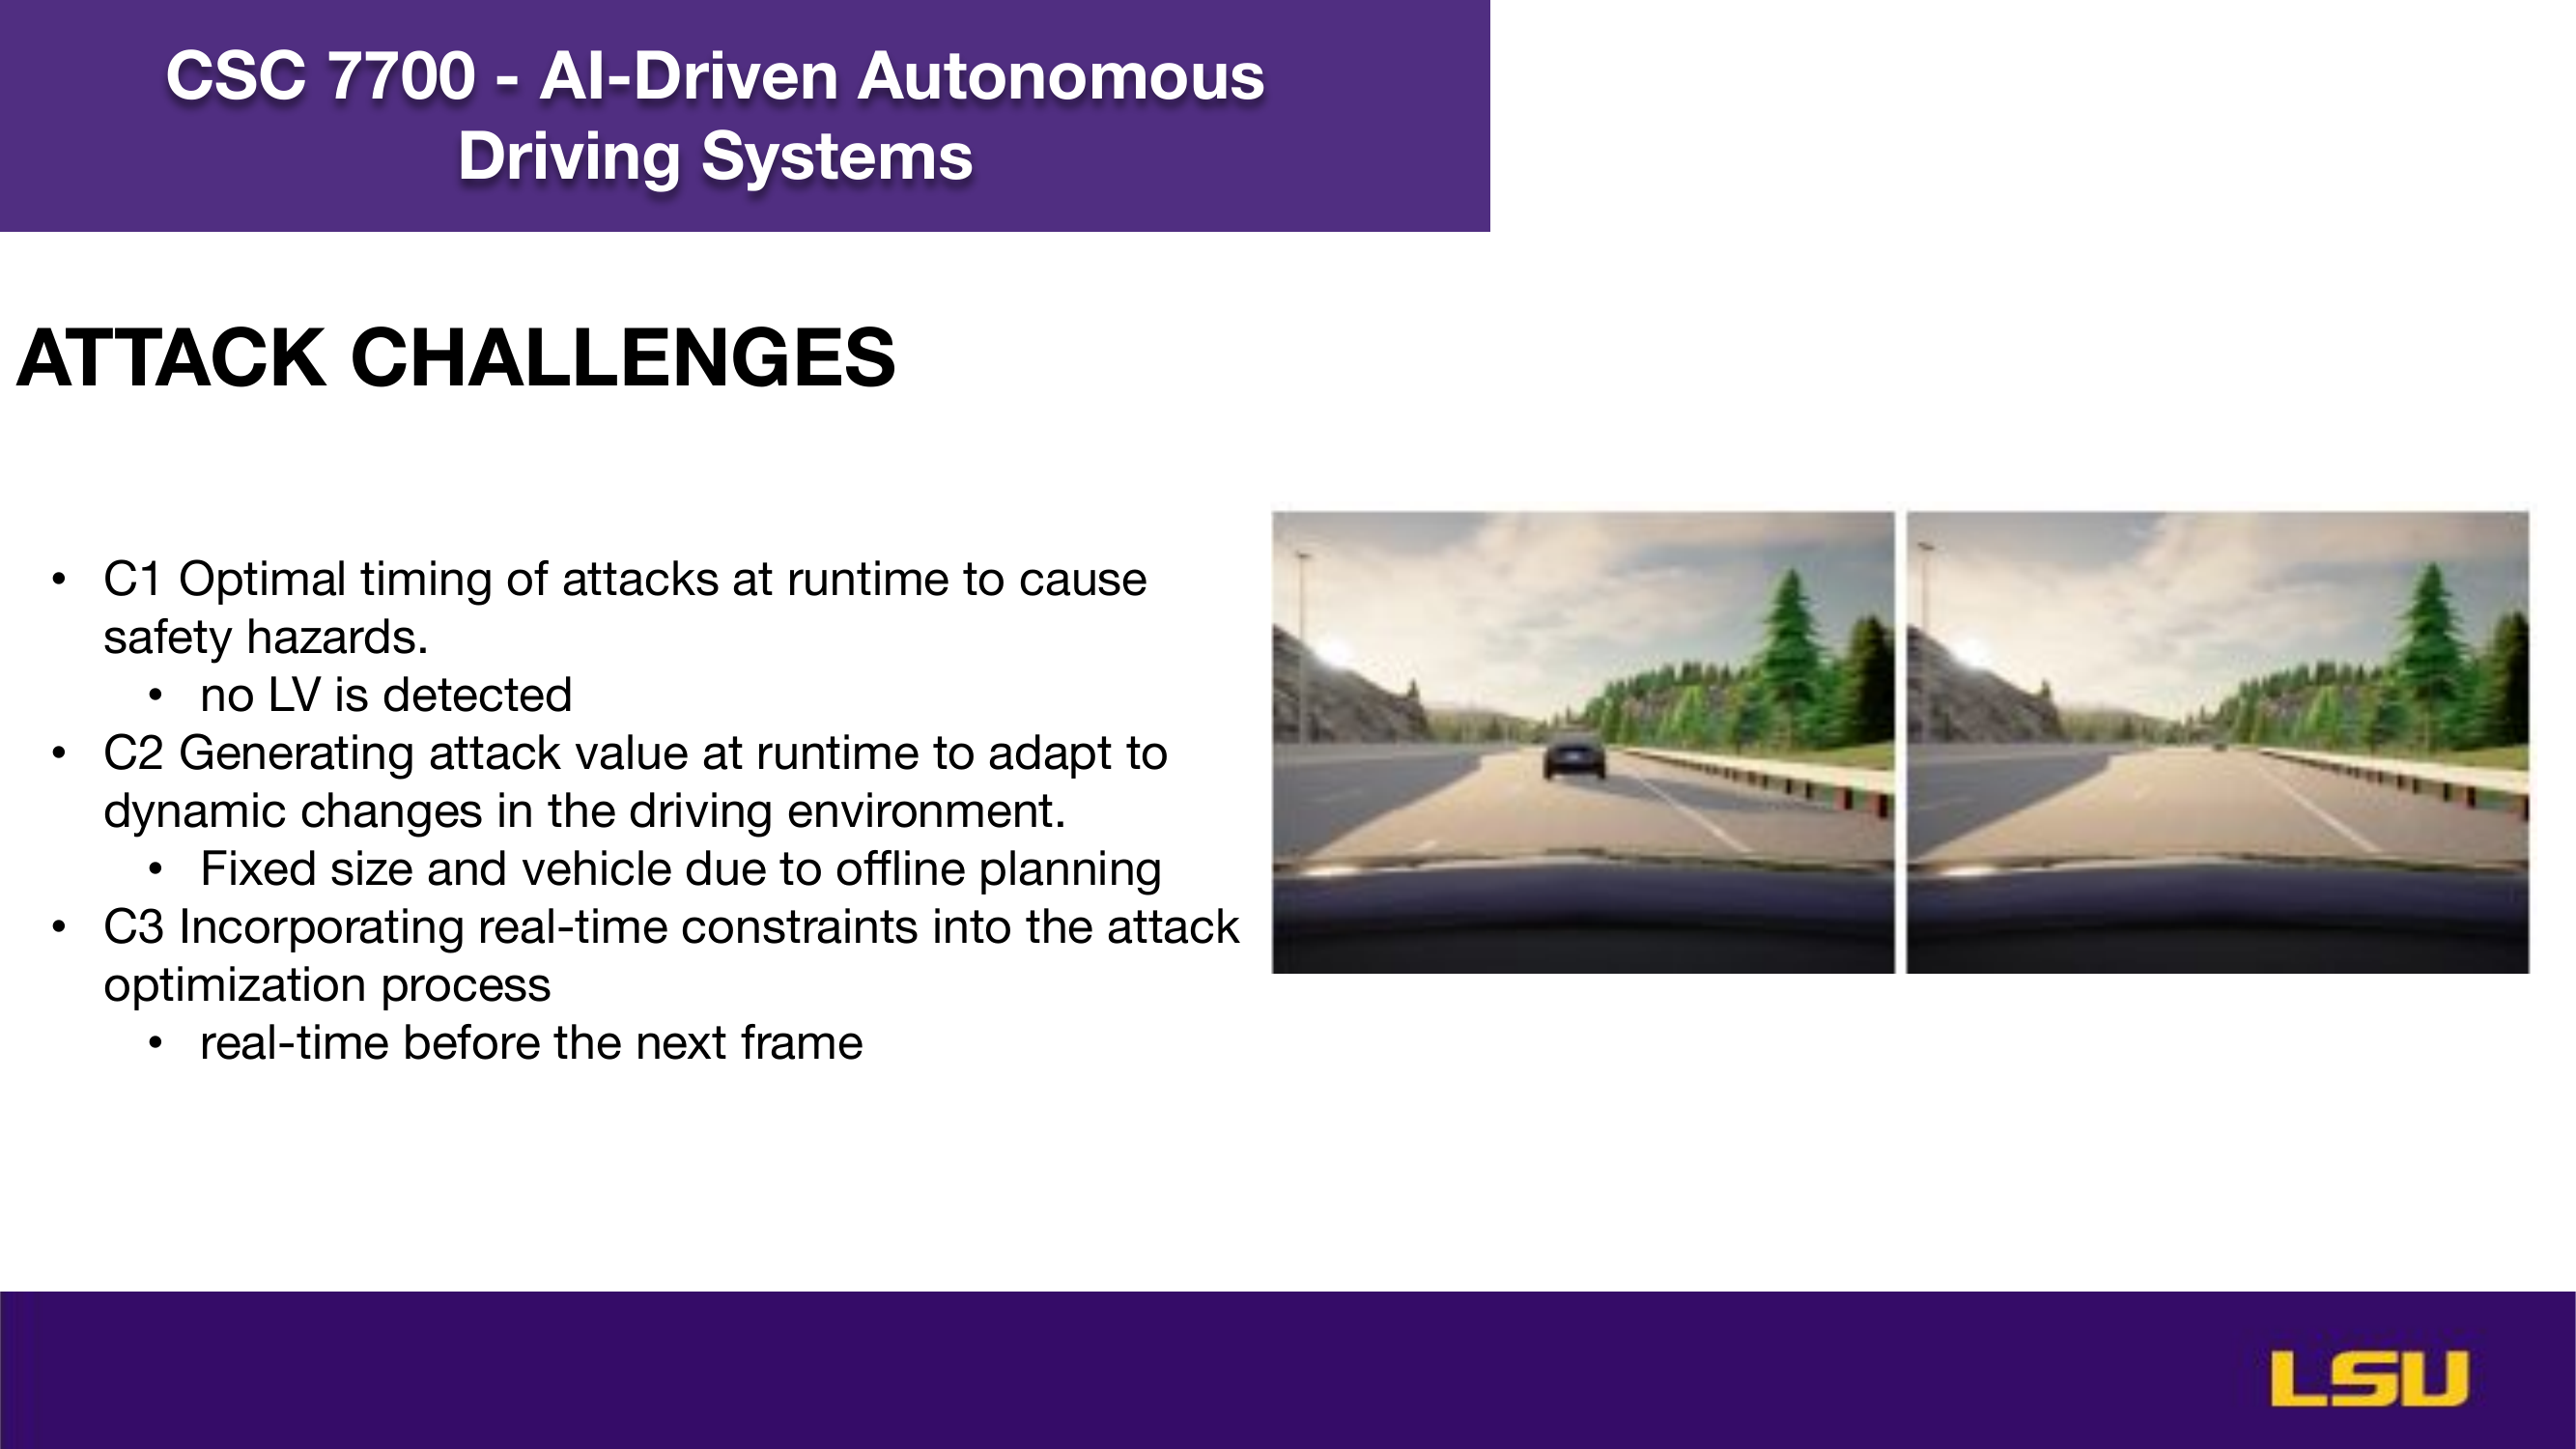 CSC 7700 - AI-Driven Autonomous
Driving Systems
ATTACK CHALLENGES
• C1 Optimal timing of attacks at runtime to cause
safety hazards.
• no LV is detected
• C2 Generating attack value at runtime to adapt to
dynamic changes in the driving environment.
• Fixed size and vehicle due to offline planning
• C3 Incorporating real-time constraints into the attack
optimization process
• real-time before the next frame
LSU